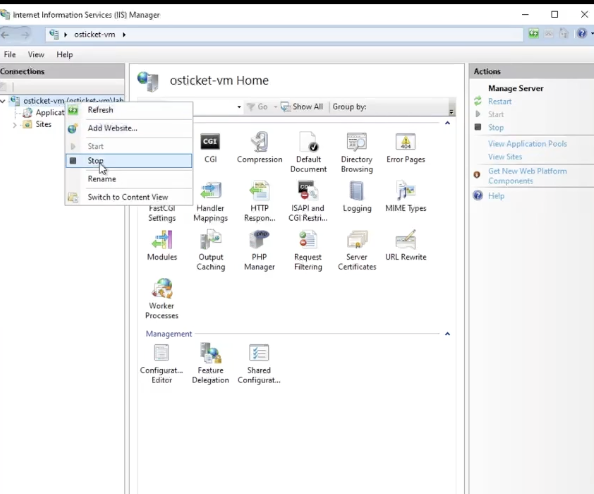 Internet Information Services (IIS) Manager
osticket-vm
File View Help
Connections
osticket-vm (osticket-vm\lab
Applicat
Sites
Refresh
Add Website...
Start
Stop
Rename
Switch to Content View
osticket-vm Home
Go Show All Group by:
CGI
CGI
Compression
Default Document
Directory Browsing
Error Pages
FastCGI Settings
Handler Mappings
HTTP Respon...
ISAPI and CGI Restri...
Logging
MIME Types
Modules
Output Caching
PHP Manager
Request Filtering
Server Certificates
URL Rewrite
Worker Processes
Management
Configurat... Editor
Feature Delegation
Shared Configurat...
Actions
Manage Server
Restart
Start
Stop
View Application Pools
View Sites
Get New Web Platform
Components
Help